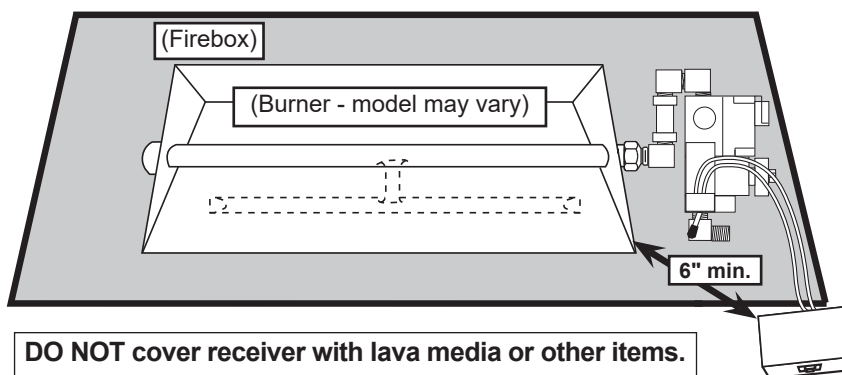 (Firebox)
(Burner - model may vary)
6" min.
DO NOT cover receiver with lava media or other items.